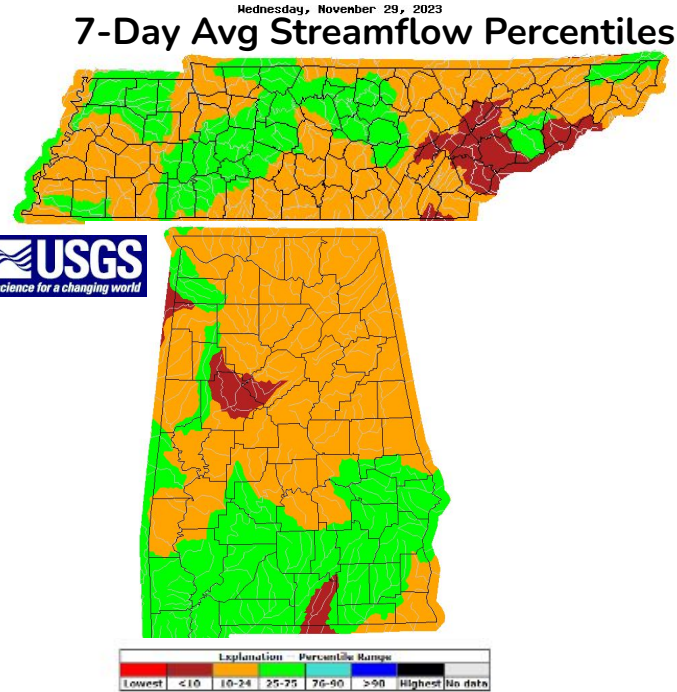 Wednesday, November 29, 2023
7-Day Avg Streamflow Percentiles
USGS
science for a changing world
Explanation - Percentile Range
Lowest <10 10-24 25-75 76-90 >90 Highest No data